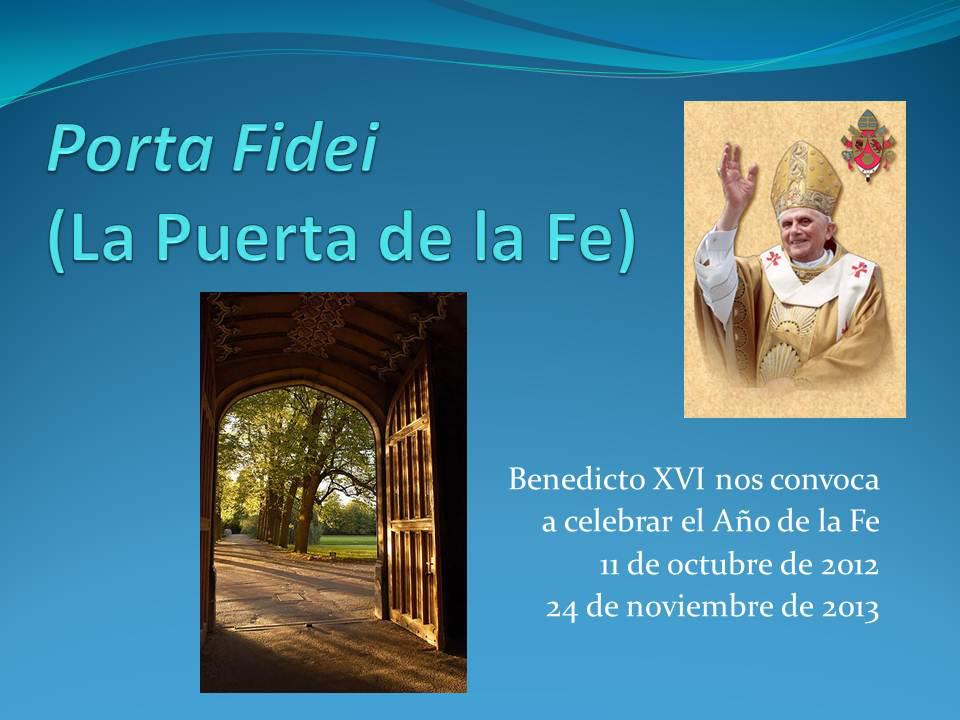 Porta Fidei
(La Puerta de la Fe)
Benedicto XVI nos convoca
a celebrar el Año de la Fe
11 de octubre de 2012
24 de noviembre de 2013